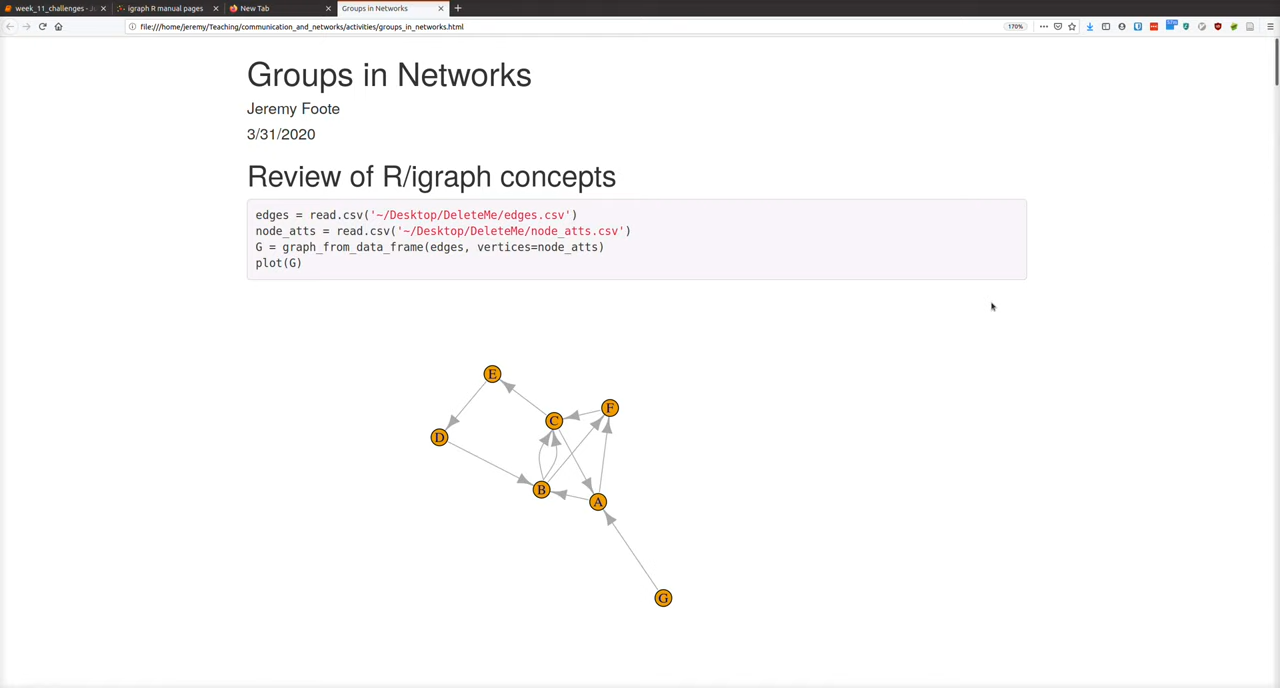 week_11_challenges - Ju
igraph R manual pages
New Tab
Groups in Networks
file:///home/jeremy/Teaching/communication_and_networks/activities/groups_in_networks.html
170%
Groups in Networks
Jeremy Foote
3/31/2020
Review of R/igraph concepts
edges = read.csv('~/Desktop/DeleteMe/edges.csv')
node_atts = read.csv('~/Desktop/DeleteMe/node_atts.csv')
G = graph_from_data_frame(edges, vertices=node_atts)
plot(G)
E
F
C
D
B
A
G